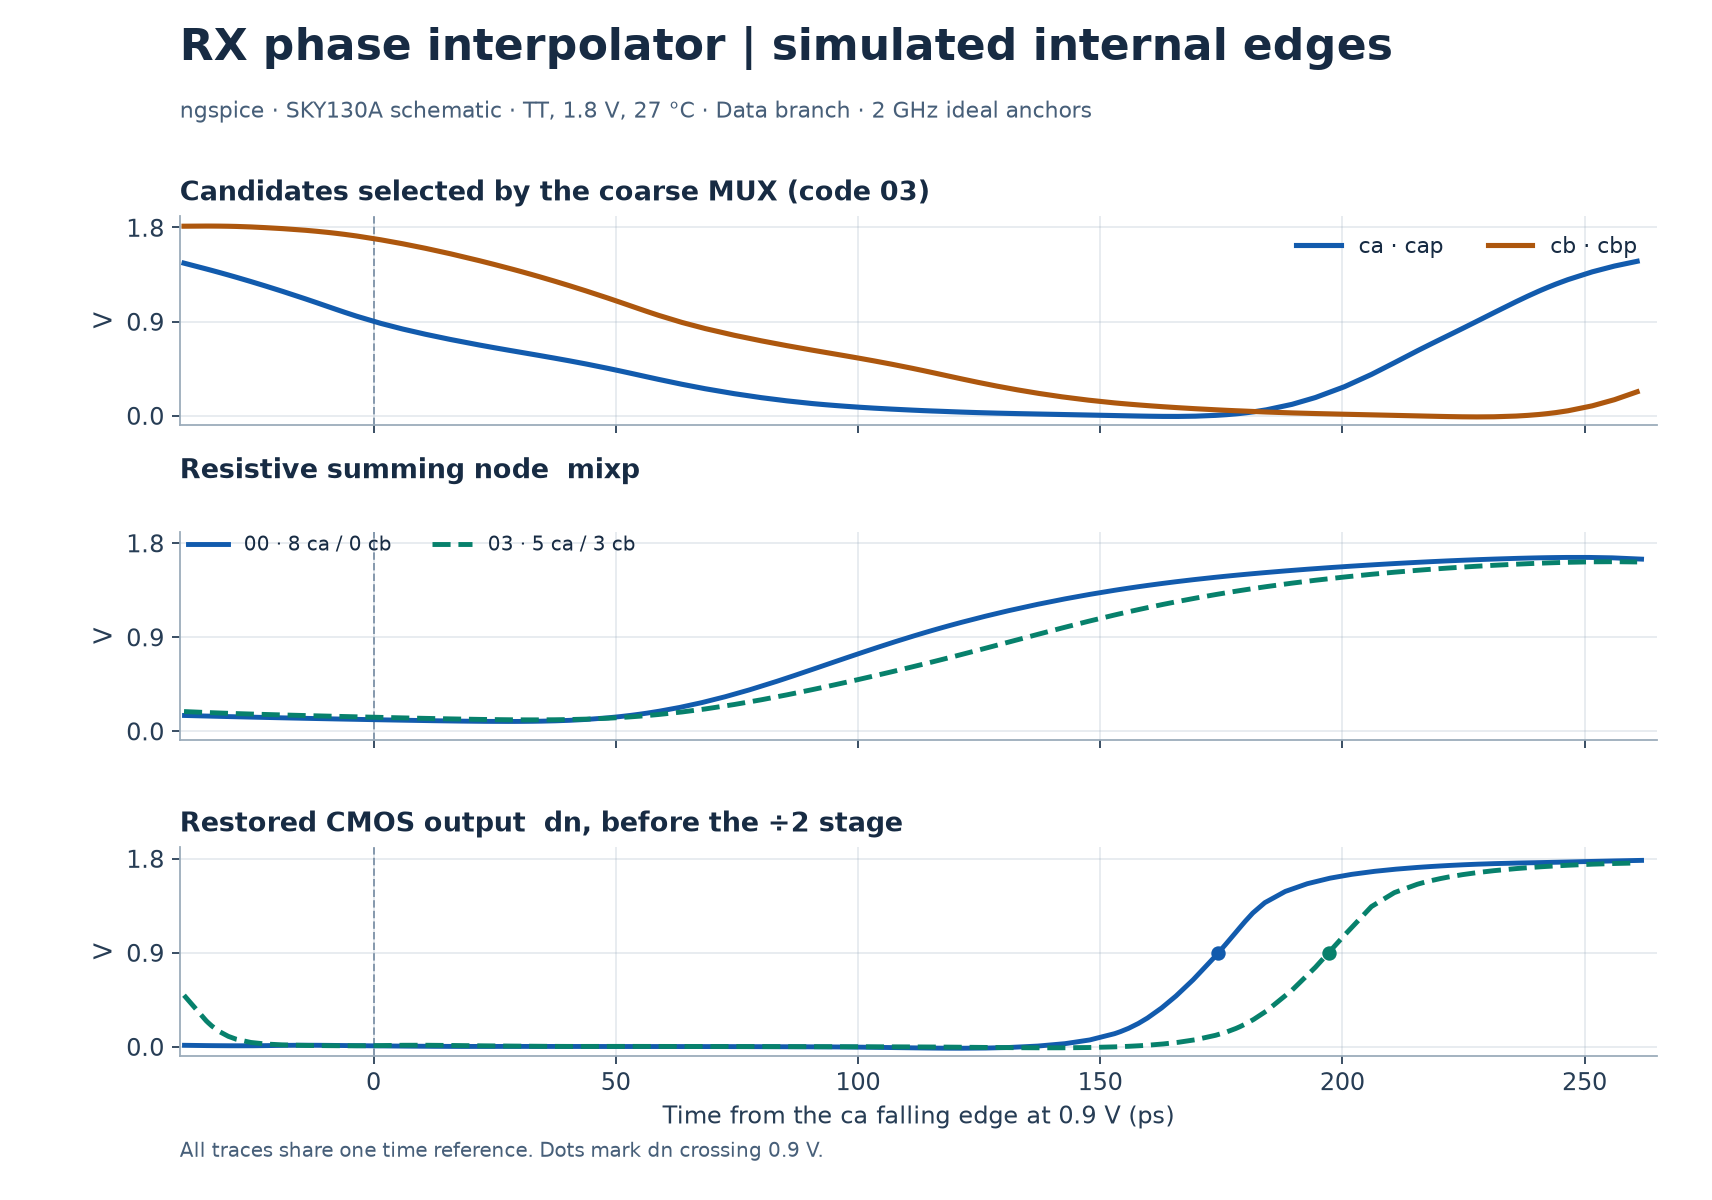 RX phase interpolator | simulated internal edges
ngspice · SKY130A schematic · TT, 1.8 V, 27 °C · Data branch · 2 GHz ideal anchors
Candidates selected by the coarse MUX (code 03)
1.8
0.9
0.0
V
ca · cap
cb · cbp
Resistive summing node mixp
1.8
0.9
0.0
V
00 · 8 ca / 0 cb
03 · 5 ca / 3 cb
Restored CMOS output dn, before the ÷2 stage
1.8
0.9
0.0
V
0 50 100 150 200 250
Time from the ca falling edge at 0.9 V (ps)
All traces share one time reference. Dots mark dn crossing 0.9 V.